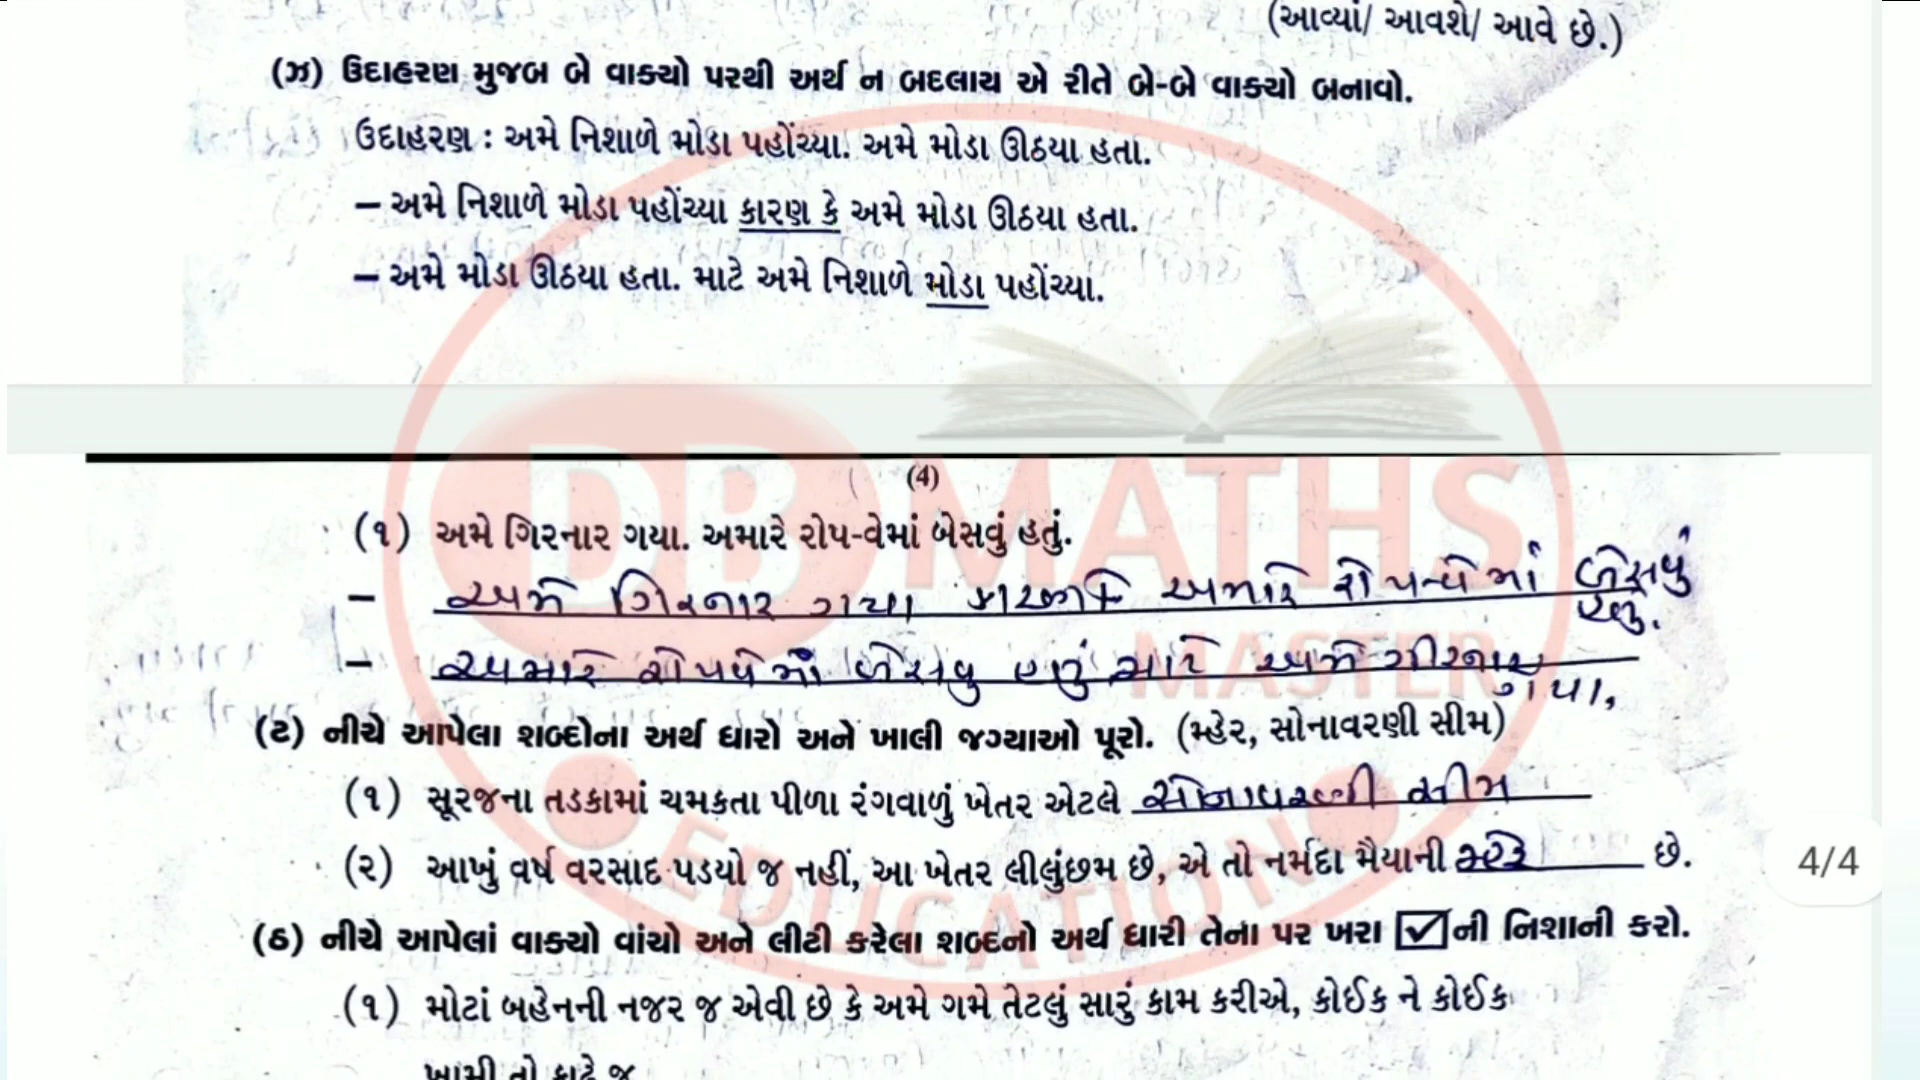 (આવ્યાં/ આવશે/ આવે છે.)
(ઝ) ઉદાહરણ મુજબ બે વાક્યો પરથી અર્થ ન બદલાય એ રીતે બે-બે વાક્યો બનાવો.
ઉદાહરણ : અમે નિશાળે મોડા પહોંચ્યા. અમે મોડા ઊઠયા હતા.
– અમે નિશાળે મોડા પહોંચ્યા કારણ કે અમે મોડા ઊઠયા હતા.
– અમે મોડા ઊઠયા હતા. માટે અમે નિશાળે મોડા પહોંચ્યા.
DB MATHS
(4)
(૧) અમે ગિરનાર ગયા. અમારે રોપ-વેમાં બેસવું હતું.
– અમે ગિરનાર ગયા કારણકે અમારે રોપ-વેમાં બેસવું
હતું.
MASTER
– અમારે રોપવેમાં બેસવુ હતું માટે અમે ગીરનાર
ગયા.
(ટ) નીચે આપેલા શબ્દોના અર્થ ધારો અને ખાલી જગ્યાઓ પૂરો. (મ્હેર, સોનાવરણી સીમ)
(૧) સૂરજના તડકામાં ચમકતા પીળા રંગવાળું ખેતર એટલે સોનાવરણી સીમ
(૨) આખું વર્ષ વરસાદ પડયો જ નહીં, આ ખેતર લીલુંછમ છે, એ તો નર્મદા મૈયાની મ્હેર છે.
4/4
EDUCATION
(ઠ) નીચે આપેલાં વાક્યો વાંચો અને લીટી કરેલા શબ્દનો અર્થ ધારી તેના પર ખરા ☑ ની નિશાની કરો.
(૧) મોટાં બહેનની નજર જ એવી છે કે અમે ગમે તેટલું સારું કામ કરીએ, કોઈક ને કોઈક
ખામી તો કાઢે જ